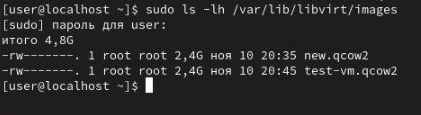 [user@localhost ~]$ sudo ls -lh /var/lib/libvirt/images
[sudo] пароль для user:
итого 4,8G
-rw-------. 1 root root 2,4G ноя 10 20:35 new.qcow2
-rw-------. 1 root root 2,4G ноя 10 20:45 test-vm.qcow2
[user@localhost ~]$